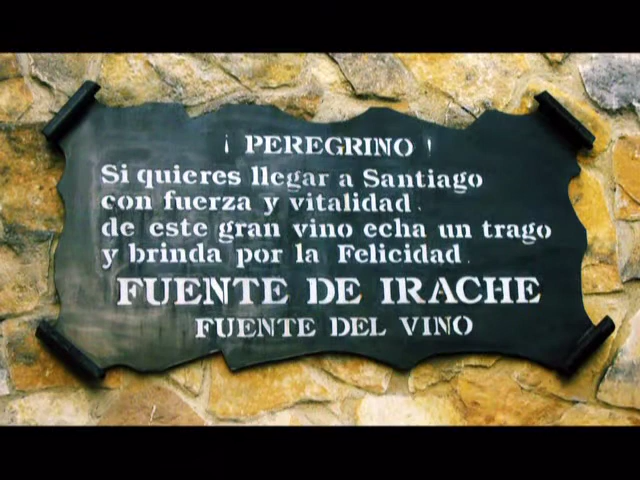 ¡ PEREGRINO !
Si quieres llegar a Santiago
con fuerza y vitalidad.
de este gran vino echa un trago
y brinda por la Felicidad.
FUENTE DE IRACHE
FUENTE DEL VINO